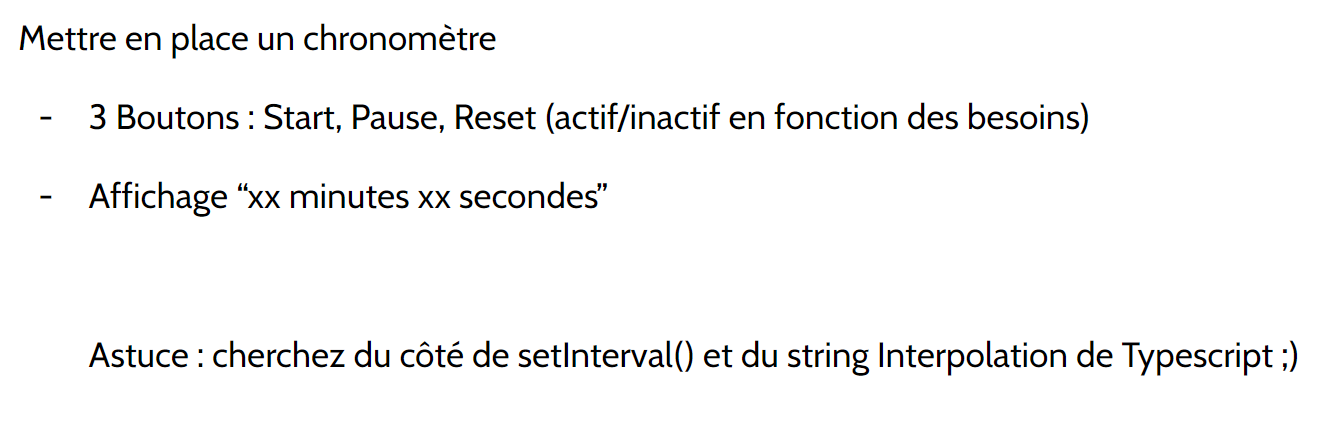 Mettre en place un chronomètre
- 3 Boutons : Start, Pause, Reset (actif/inactif en fonction des besoins)
- Affichage “xx minutes xx secondes”
Astuce : cherchez du côté de setInterval() et du string Interpolation de Typescript ;)